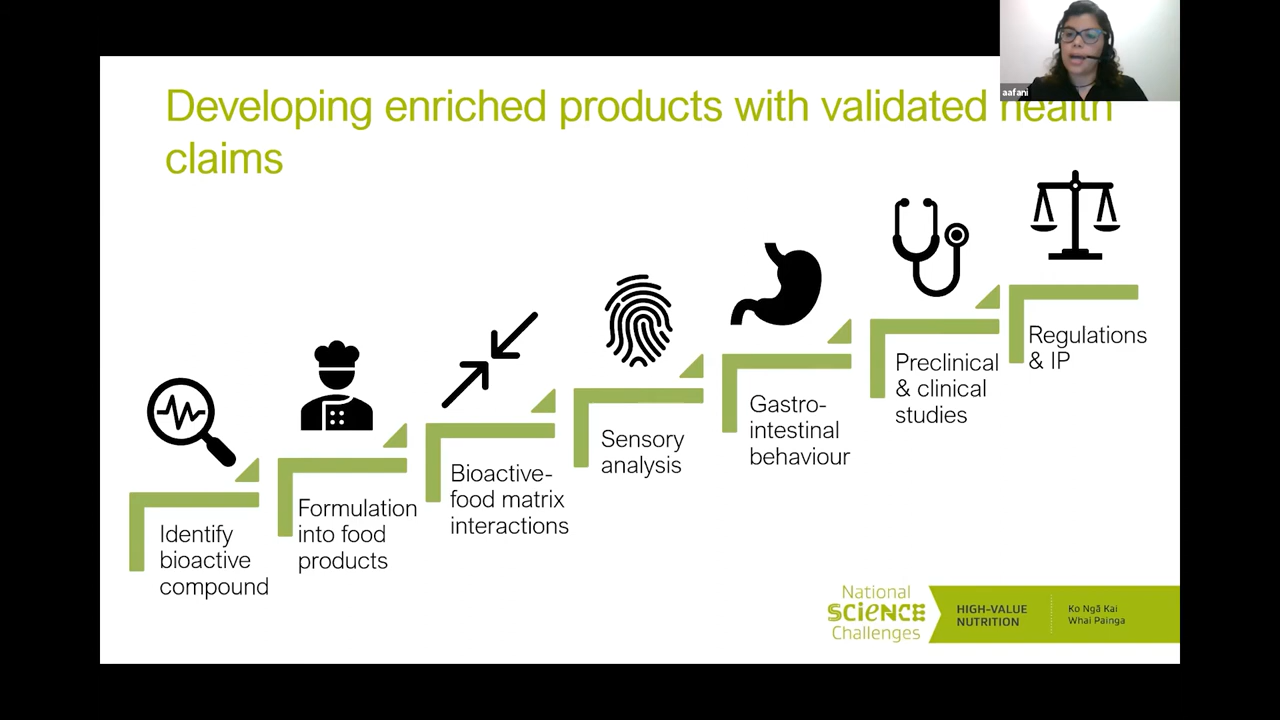 aafani
Developing enriched products with validated health
claims
Identify
bioactive
compound
Formulation
into food
products
Bioactive-
food matrix
interactions
Sensory
analysis
Gastro-
intestinal
behaviour
Preclinical
& clinical
studies
Regulations
& IP
National
SCIENCE
Challenges
HIGH-VALUE
NUTRITION
Ko Ngā Kai
Whai Painga